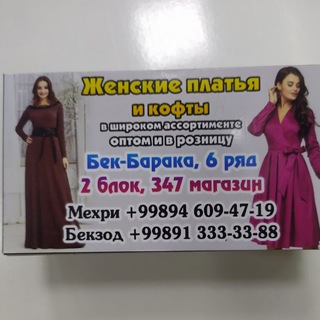 Женские платья
и кофты
в широком ассортименте
оптом и в розницу
Бек-Барака, 6 ряд
2 блок, 347 магазин
Мехри +99894 609-47-19
Бекзод +99891 333-33-88